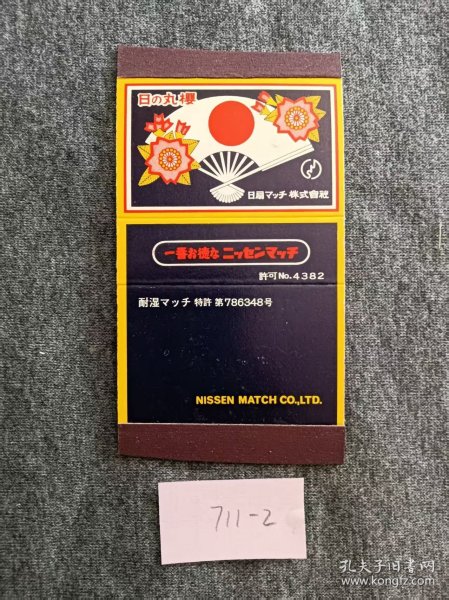 日の丸櫻
日扇マッチ 株式會社
一番お徳な ニッセンマッチ
許可No.4382
耐湿マッチ 特許 第786348号
NISSEN MATCH CO.,LTD.
711-2
孔夫子旧书网
www.kongfz.com